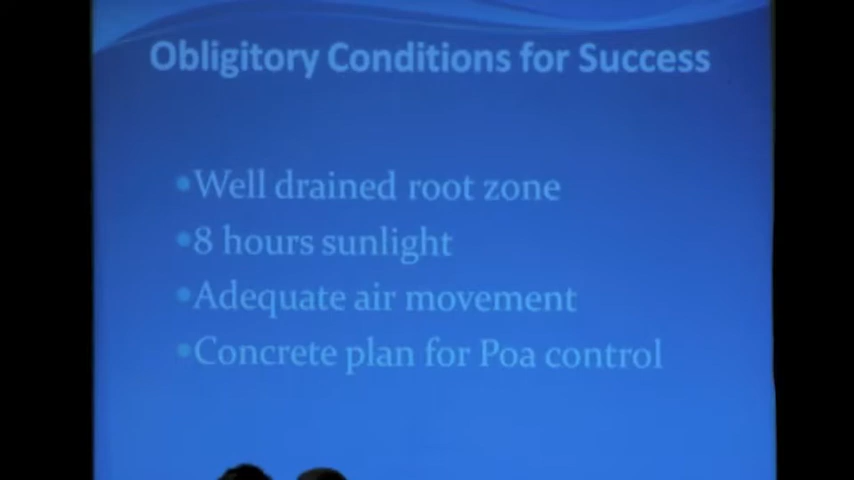 Obligitory Conditions for Success
•Well drained root zone
•8 hours sunlight
•Adequate air movement
•Concrete plan for Poa control